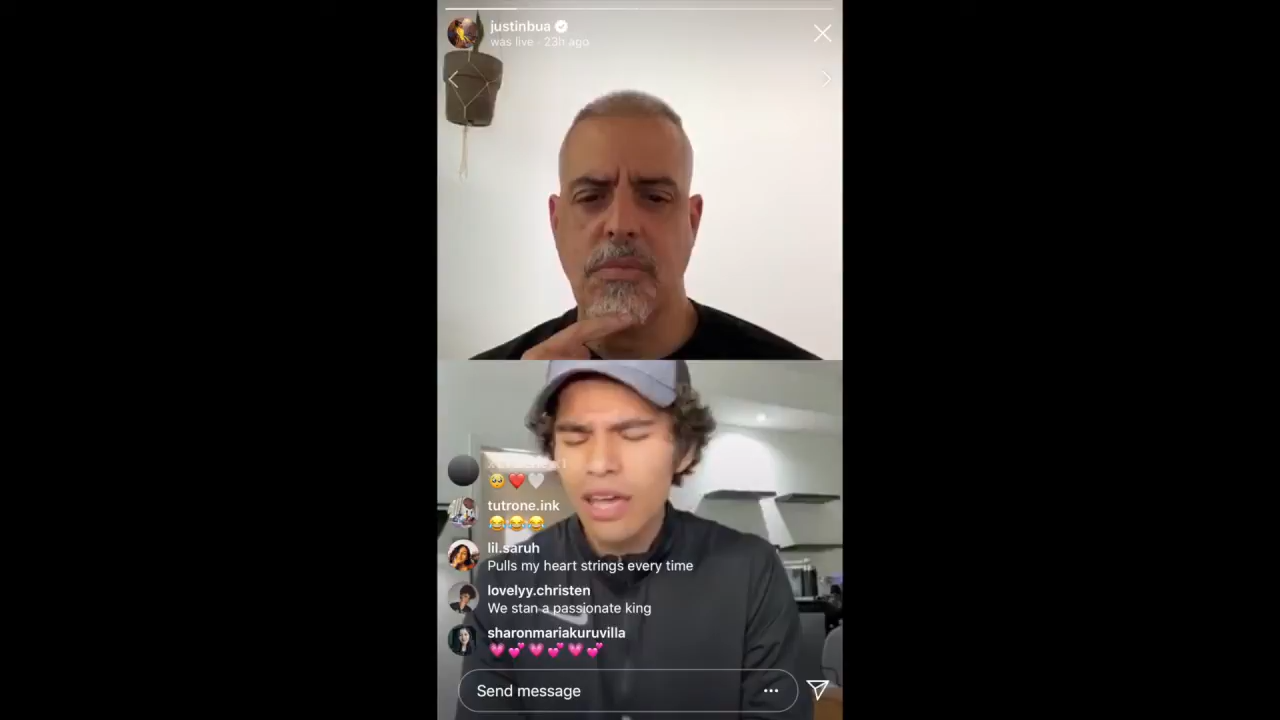 justinbua
was live · 23h ago
🥺❤️🤍
tutrone.ink
😂😂😂
lil.saruh
Pulls my heart strings every time
lovelyy.christen
We stan a passionate king
sharonmariakuruvilla
💗💕💗💕💗💕
Send message